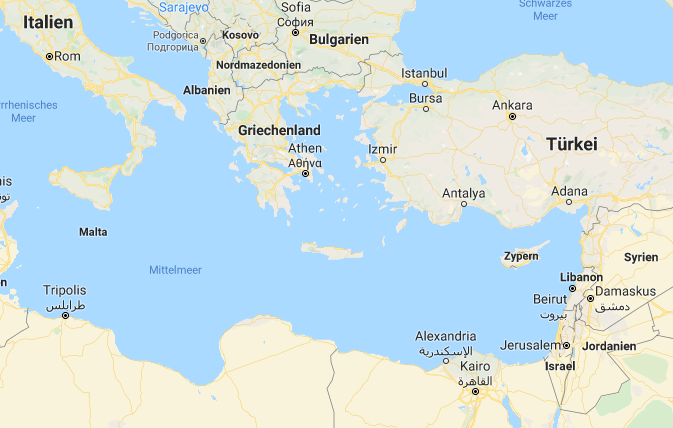 Sarajevo
Sofia
София
Schwarzes
Meer
Italien
Podgorica
Подгорица
Kosovo
Bulgarien
Rom
Nordmazedonien
Istanbul
Albanien
Bursa
Ankara
Meer
Griechenland
Athen
Αθήνα
Izmir
Türkei
Antalya
Adana
Malta
Mittelmeer
Zypern
Syrien
Libanon
Tripolis
طرابلس
Beirut
بيروت
Damaskus
دمشق
Alexandria
الإسكندرية
Jerusalem
Jordanien
Kairo
القاهرة
Israel